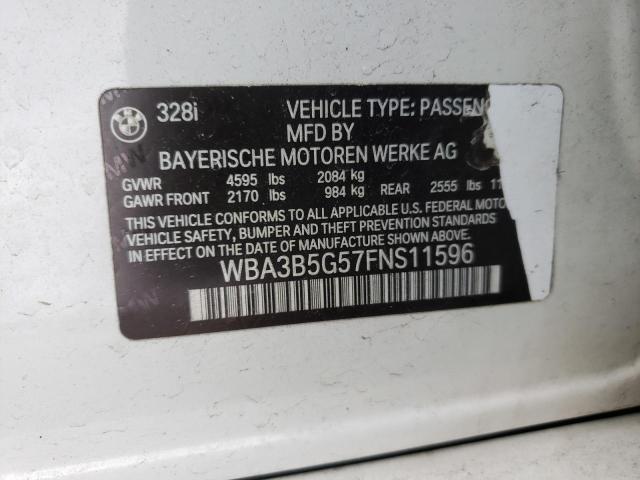 328i VEHICLE TYPE: PASSENG
MFD BY
BAYERISCHE MOTOREN WERKE AG
GVWR 4595 lbs 2084 kg
GAWR FRONT 2170 lbs 984 kg REAR 2555 lbs 11
THIS VEHICLE CONFORMS TO ALL APPLICABLE U.S. FEDERAL MOTO
VEHICLE SAFETY, BUMPER AND THEFT PREVENTION STANDARDS
IN EFFECT ON THE DATE OF MANUFACTURE SHOWN ABOVE.
WBA3B5G57FNS11596